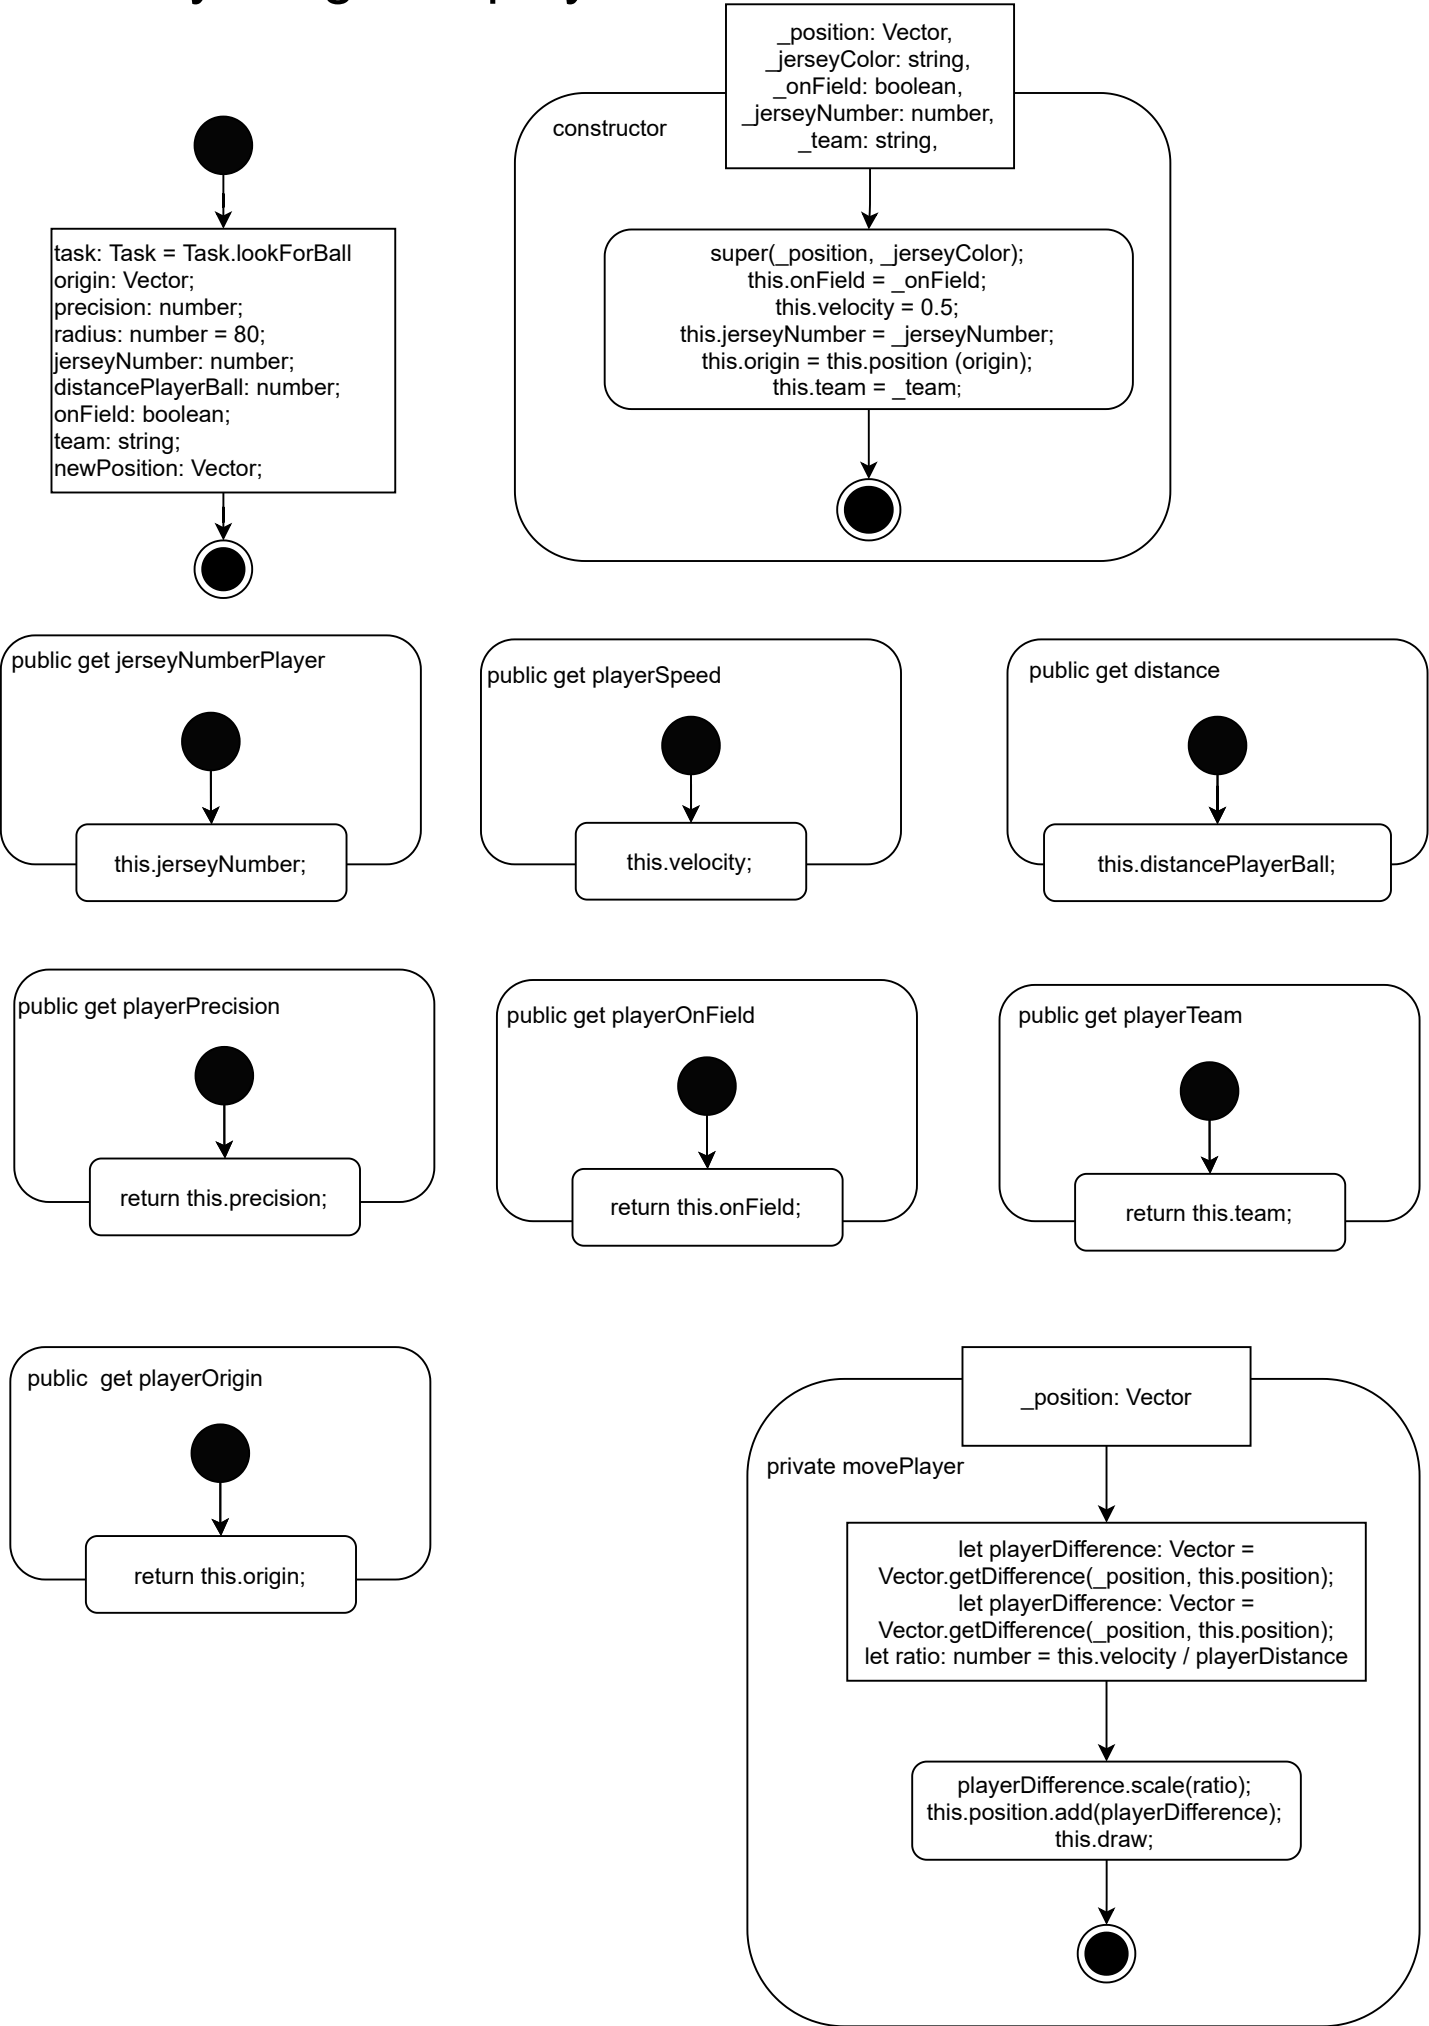 _position: Vector,
_jerseyColor: string,
_onField: boolean,
_jerseyNumber: number,
_team: string,
constructor
task: Task = Task.lookForBall
origin: Vector;
precision: number;
radius: number = 80;
jerseyNumber: number;
distancePlayerBall: number;
onField: boolean;
team: string;
newPosition: Vector;
super(_position, _jerseyColor);
this.onField = _onField;
this.velocity = 0.5;
this.jerseyNumber = _jerseyNumber;
this.origin = this.position (origin);
this.team = _team;
public get jerseyNumberPlayer
this.jerseyNumber;
public get playerSpeed
this.velocity;
public get distance
this.distancePlayerBall;
public get playerPrecision
return this.precision;
public get playerOnField
return this.onField;
public get playerTeam
return this.team;
public  get playerOrigin
return this.origin;
_position: Vector
private movePlayer
let playerDifference: Vector =
Vector.getDifference(_position, this.position);
let playerDifference: Vector =
Vector.getDifference(_position, this.position);
let ratio: number = this.velocity / playerDistance
playerDifference.scale(ratio);
this.position.add(playerDifference);
this.draw;